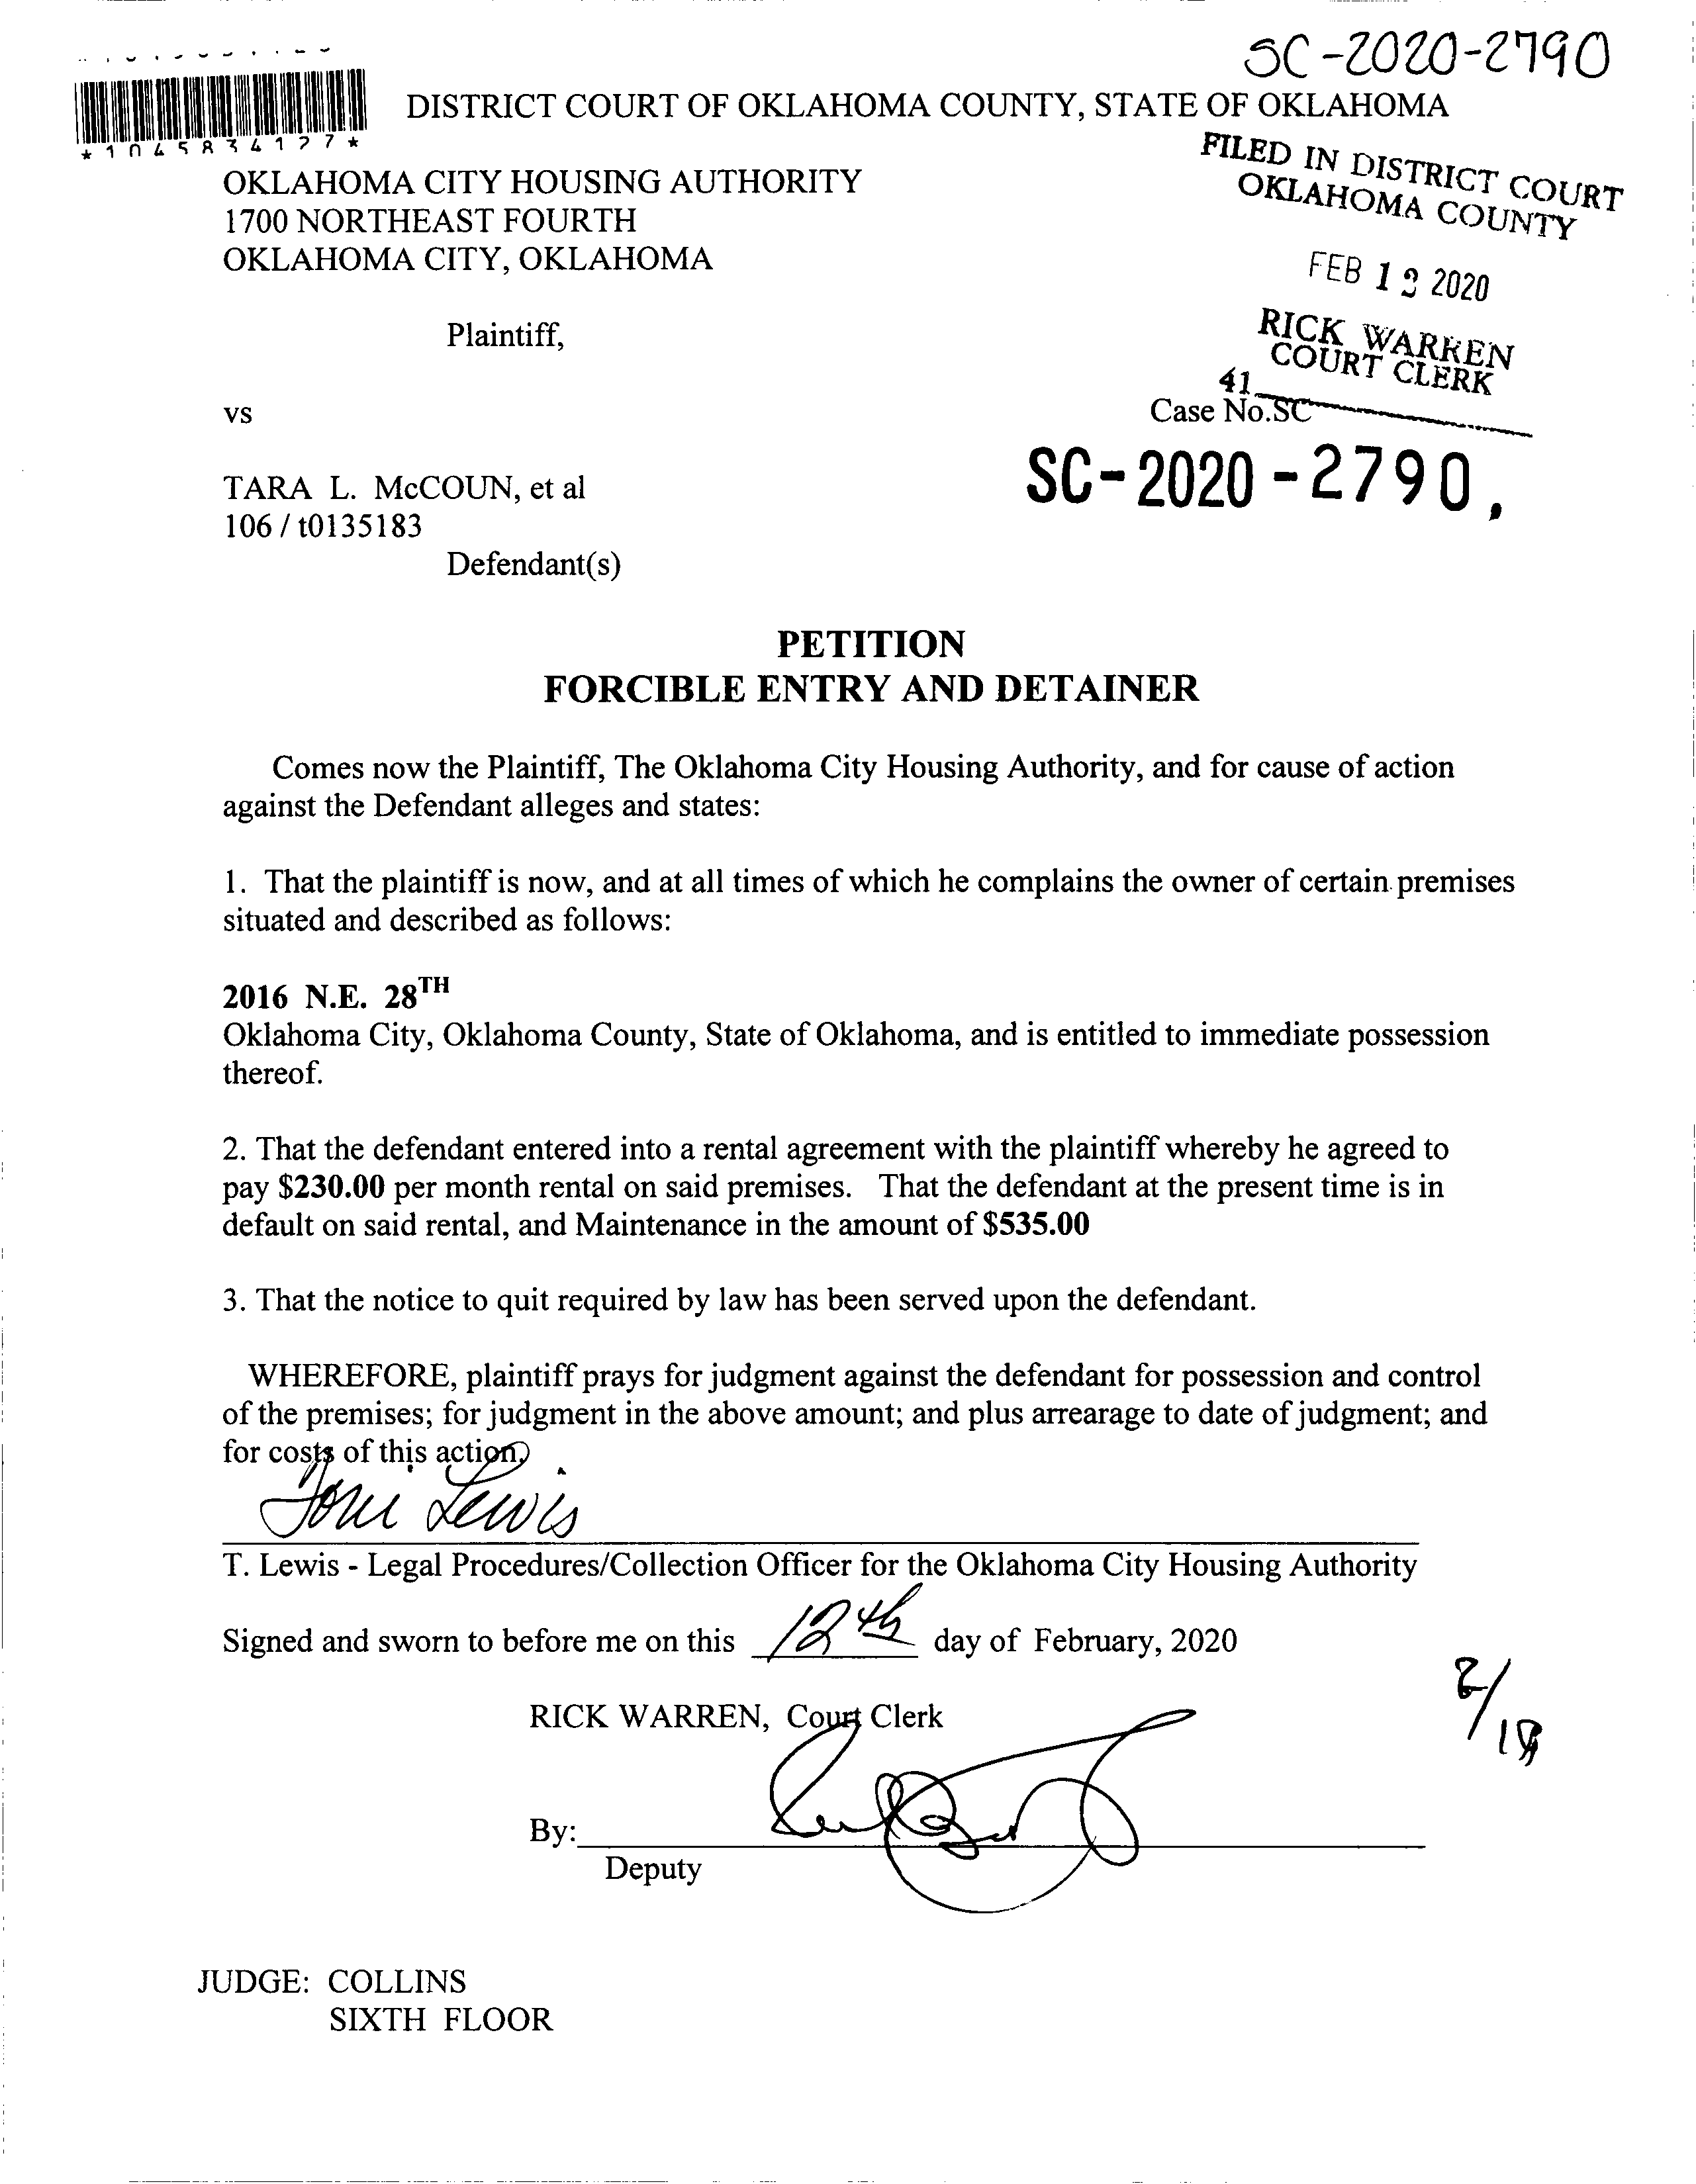 SC-2020-2790
*1045834127*
DISTRICT COURT OF OKLAHOMA COUNTY, STATE OF OKLAHOMA
FILED IN DISTRICT COURT
OKLAHOMA COUNTY
OKLAHOMA CITY HOUSING AUTHORITY
1700 NORTHEAST FOURTH
OKLAHOMA CITY, OKLAHOMA
FEB 12 2020
RICK WARREN
COURT CLERK
Plaintiff,
41
vs
Case No.SC
SC-2020-2790,
TARA L. McCOUN, et al
106 / t0135183
Defendant(s)
PETITION
FORCIBLE ENTRY AND DETAINER
Comes now the Plaintiff, The Oklahoma City Housing Authority, and for cause of action
against the Defendant alleges and states:
1. That the plaintiff is now, and at all times of which he complains the owner of certain premises
situated and described as follows:
2016 N.E. 28TH
Oklahoma City, Oklahoma County, State of Oklahoma, and is entitled to immediate possession
thereof.
2. That the defendant entered into a rental agreement with the plaintiff whereby he agreed to
pay $230.00 per month rental on said premises. That the defendant at the present time is in
default on said rental, and Maintenance in the amount of $535.00
3. That the notice to quit required by law has been served upon the defendant.
WHEREFORE, plaintiff prays for judgment against the defendant for possession and control
of the premises; for judgment in the above amount; and plus arrearage to date of judgment; and
for costs of this action.
Toni Lewis
T. Lewis - Legal Procedures/Collection Officer for the Oklahoma City Housing Authority
Signed and sworn to before me on this 12th day of February, 2020
RICK WARREN, Court Clerk
By:
Deputy
JUDGE: COLLINS
SIXTH FLOOR